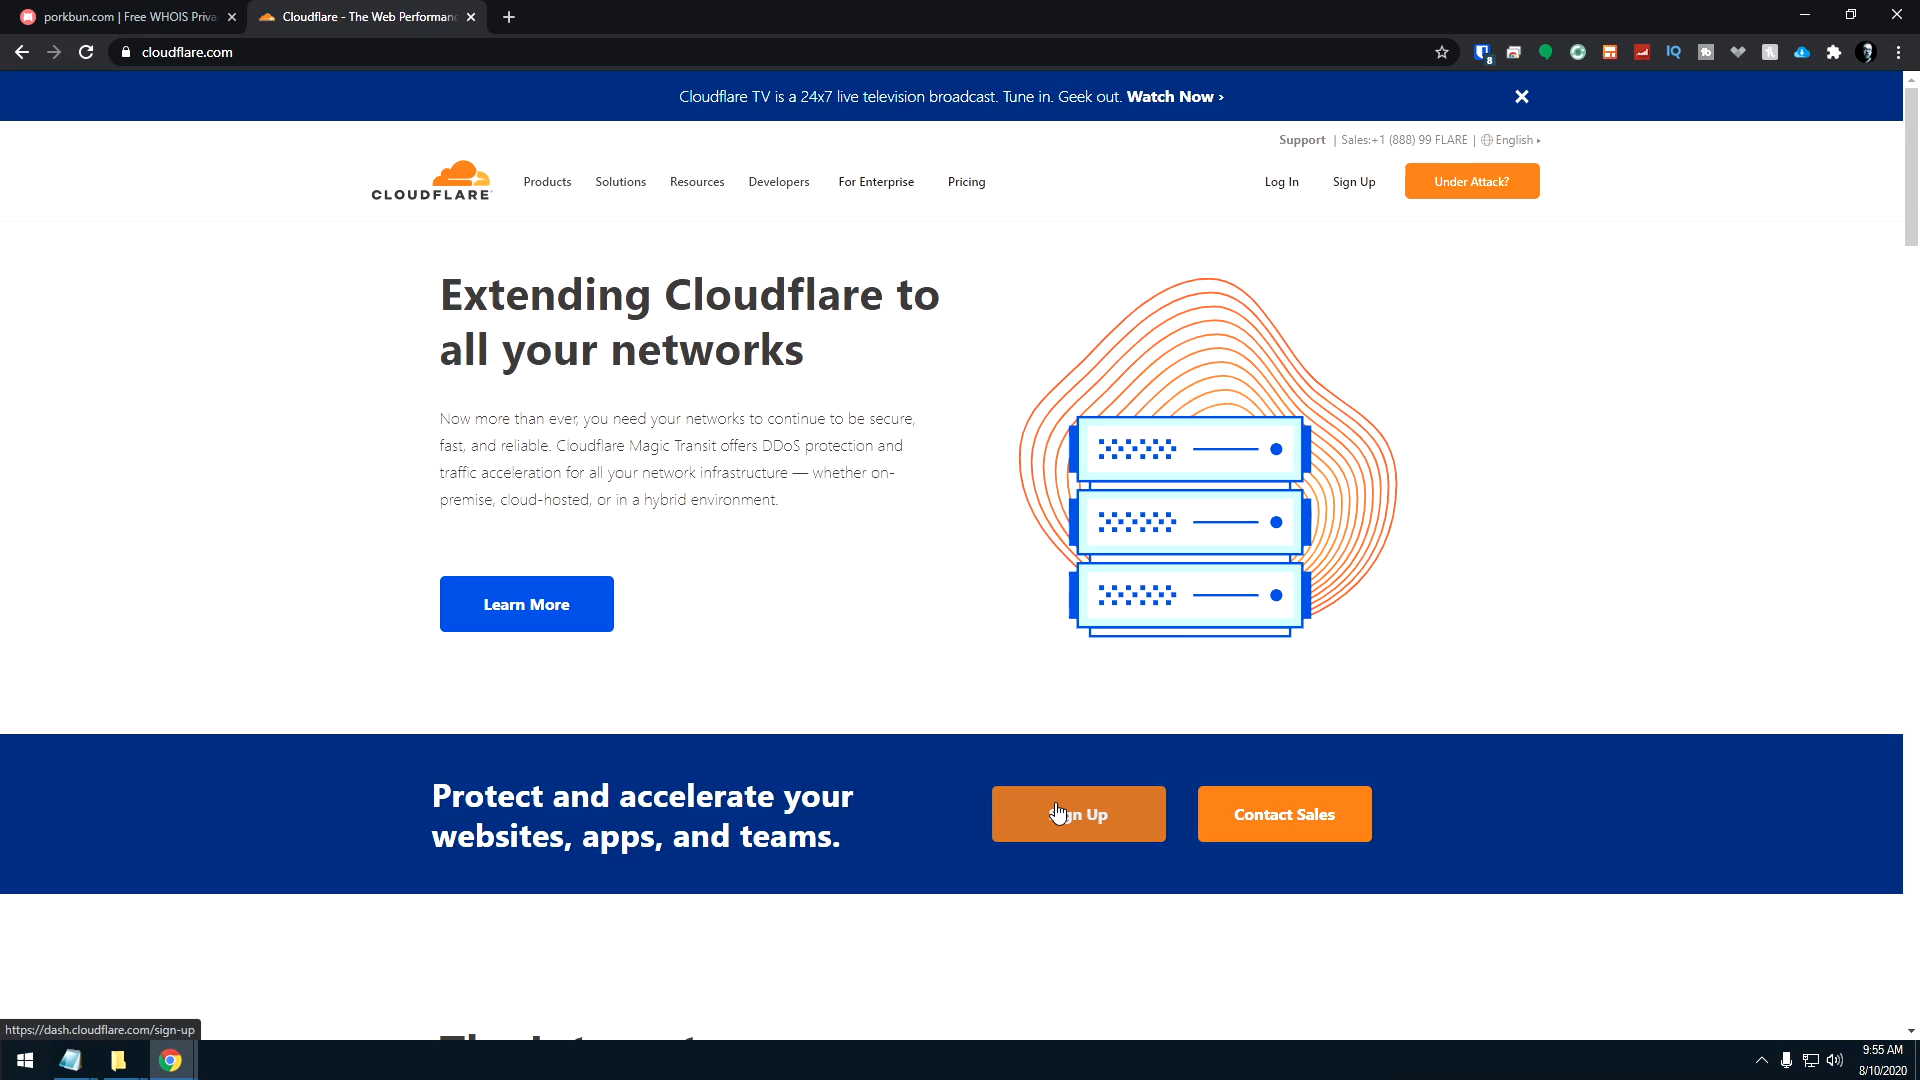 porkbun.com | Free WHOIS Priva
Cloudflare - The Web Performanc
cloudflare.com
8
IQ
Cloudflare TV is a 24x7 live television broadcast. Tune in. Geek out. Watch Now ›
Support | Sales:+1 (888) 99 FLARE | English
CLOUDFLARE
Products Solutions Resources Developers For Enterprise Pricing
Log In Sign Up Under Attack?
Extending Cloudflare to
all your networks
Now more than ever, you need your networks to continue to be secure,
fast, and reliable. Cloudflare Magic Transit offers DDoS protection and
traffic acceleration for all your network infrastructure — whether on-
premise, cloud-hosted, or in a hybrid environment.
Learn More
Protect and accelerate your
websites, apps, and teams.
Sign Up
Contact Sales
https://dash.cloudflare.com/sign-up
9:55 AM
8/10/2020